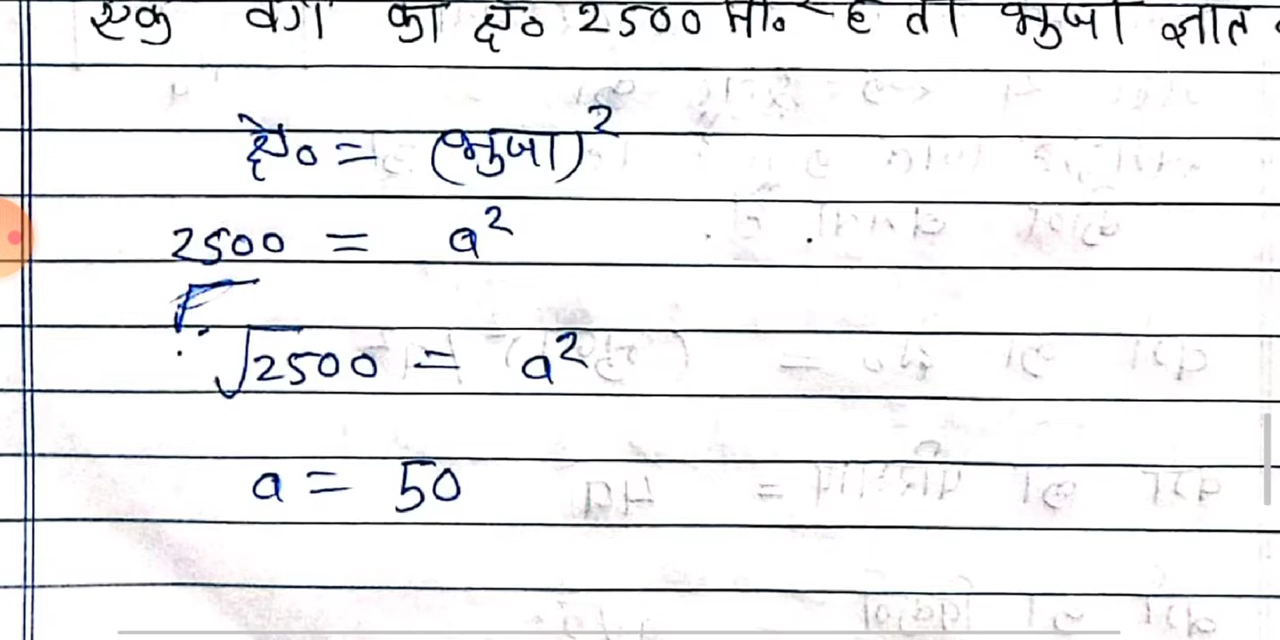 एक वर्ग का क्षे० 2500 मी० है तो भुजा ज्ञात
क्षे० = (भुजा)²
2500 = a²
√2500 = a²
a = 50